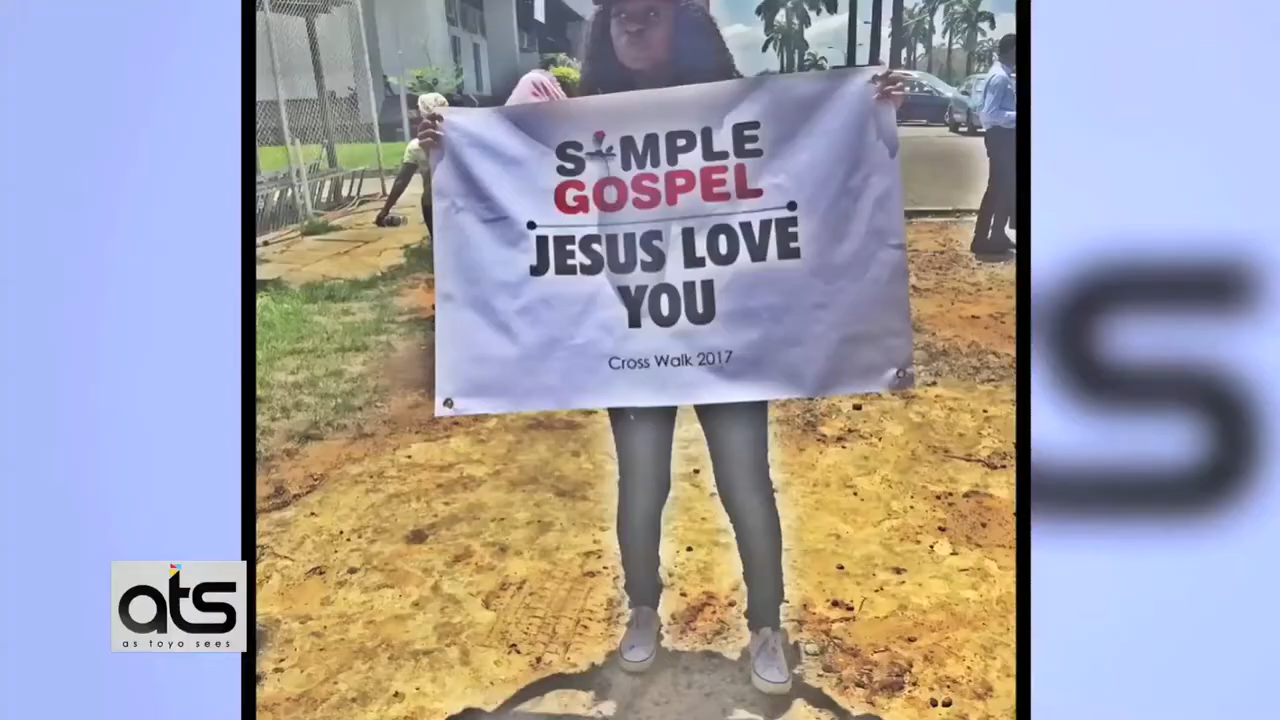 SIMPLE
GOSPEL
JESUS LOVE
YOU
Cross Walk 2017
ats
as toyo sees
S